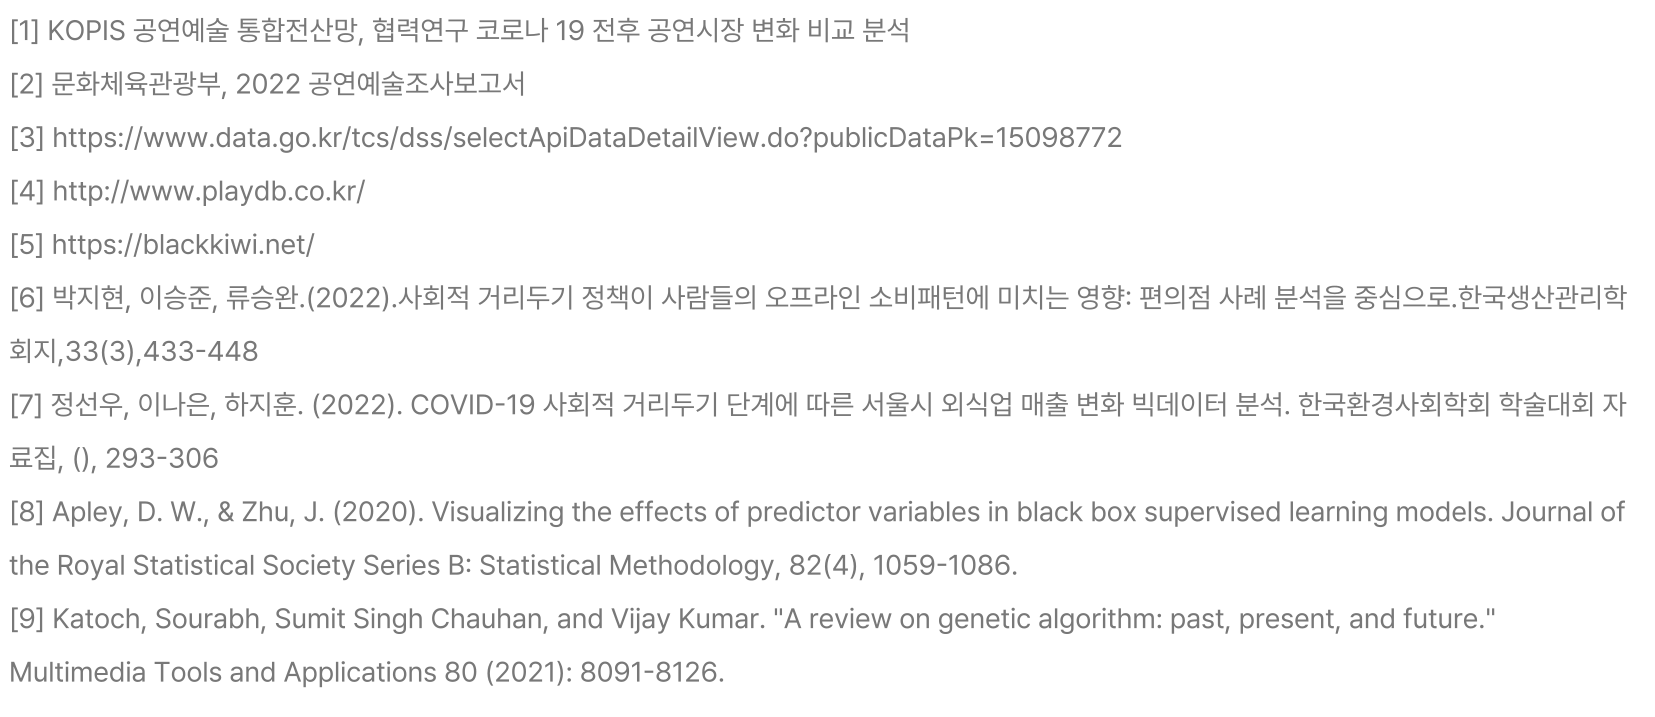 [1] KOPIS 공연예술 통합전산망, 협력연구 코로나 19 전후 공연시장 변화 비교 분석
[2] 문화체육관광부, 2022 공연예술조사보고서
[3] https://www.data.go.kr/tcs/dss/selectApiDataDetailView.do?publicDataPk=15098772
[4] http://www.playdb.co.kr/
[5] https://blackkiwi.net/
[6] 박지현, 이승준, 류승완.(2022).사회적 거리두기 정책이 사람들의 오프라인 소비패턴에 미치는 영향: 편의점 사례 분석을 중심으로.한국생산관리학
회지,33(3),433-448
[7] 정선우, 이나은, 하지훈. (2022). COVID-19 사회적 거리두기 단계에 따른 서울시 외식업 매출 변화 빅데이터 분석. 한국환경사회학회 학술대회 자
료집, (), 293-306
[8] Apley, D. W., & Zhu, J. (2020). Visualizing the effects of predictor variables in black box supervised learning models. Journal of
the Royal Statistical Society Series B: Statistical Methodology, 82(4), 1059-1086.
[9] Katoch, Sourabh, Sumit Singh Chauhan, and Vijay Kumar. "A review on genetic algorithm: past, present, and future."
Multimedia Tools and Applications 80 (2021): 8091-8126.